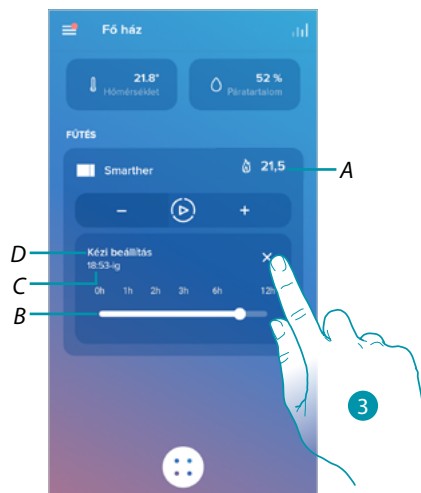 Fő ház
21.8° 52 %
Hőmérséklet Páratartalom
FŰTÉS
Smarther 21,5 A
− +
D Kézi beállítás
C 18:53-ig
0h 1h 2h 3h 6h 12h
B
3